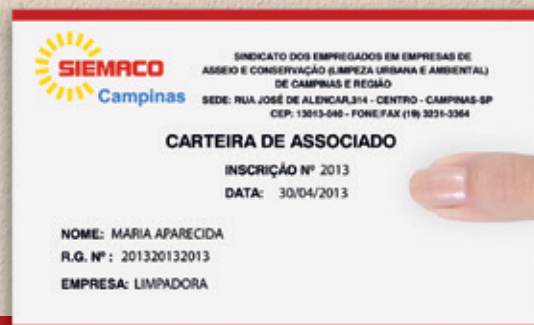 SIEMACO
Campinas
SINDICATO DOS EMPREGADOS EM EMPRESAS DE
ASSEIO E CONSERVAÇÃO (LIMPEZA URBANA E AMBIENTAL)
DE CAMPINAS E REGIÃO
SEDE: RUA JOSÉ DE ALENCAR,314 - CENTRO - CAMPINAS-SP
CEP: 13013-040 - FONE/FAX (19) 3231-3364
CARTEIRA DE ASSOCIADO
INSCRIÇÃO Nº 2013
DATA: 30/04/2013
NOME: MARIA APARECIDA
R.G. Nº : 201320132013
EMPRESA: LIMPADORA